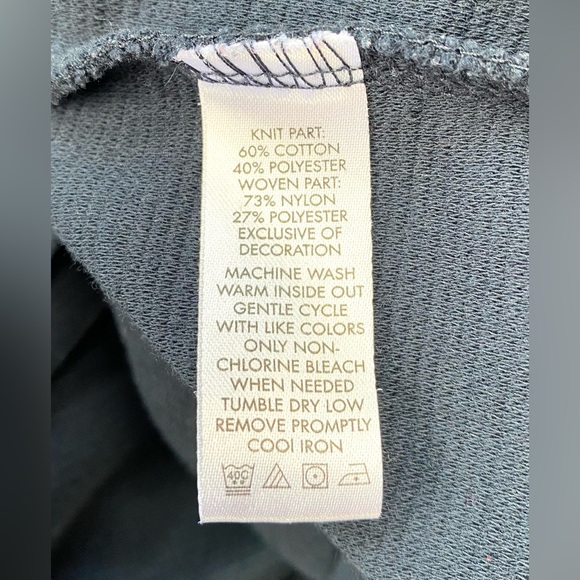 KNIT PART:
60% COTTON
40% POLYESTER
WOVEN PART:
73% NYLON
27% POLYESTER
EXCLUSIVE OF
DECORATION
MACHINE WASH
WARM INSIDE OUT
GENTLE CYCLE
WITH LIKE COLORS
ONLY NON-
CHLORINE BLEACH
WHEN NEEDED
TUMBLE DRY LOW
REMOVE PROMPTLY
COOL IRON
40C